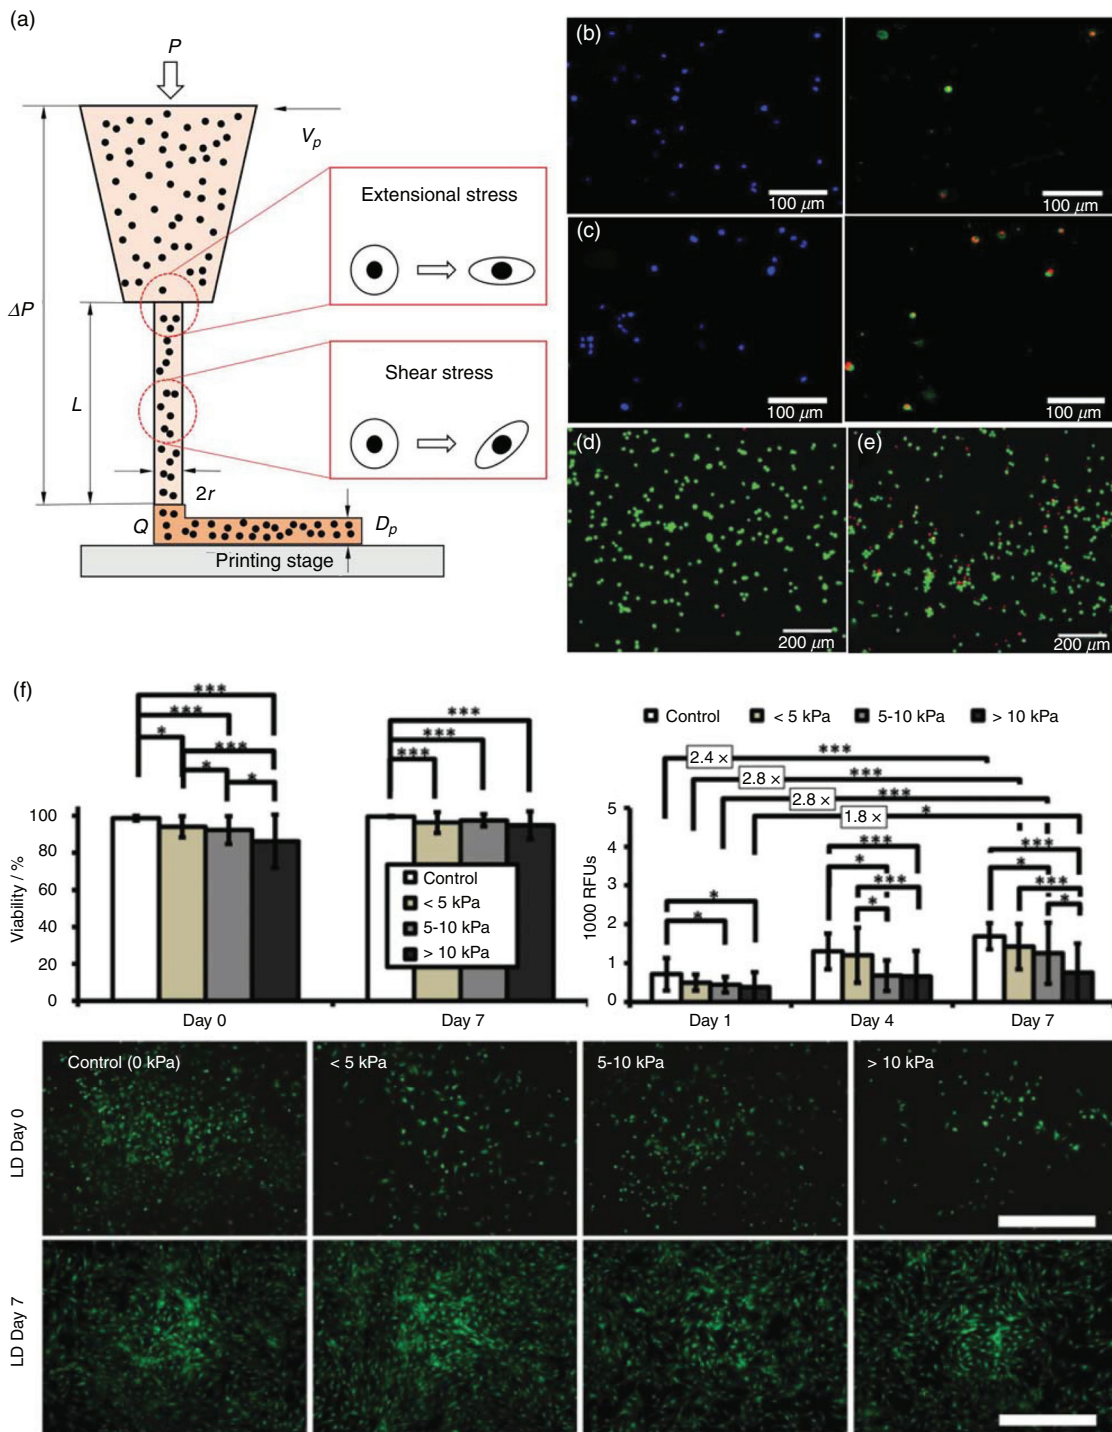 (a)
P
V_p
Extensional stress
ΔP
L
Shear stress
2r
Q
D_p
Printing stage
(b)
100 μm
100 μm
(c)
100 μm
100 μm
(d)
200 μm
(e)
200 μm
(f)
***
***
*
***
*
*
100
80
60
40
20
0
Viability / %
***
***
***
Control
< 5 kPa
5-10 kPa
> 10 kPa
Day 0
Day 7
Control
< 5 kPa
5-10 kPa
> 10 kPa
2.4 ×
***
2.8 ×
***
2.8 ×
***
1.8 ×
*
5
4
3
2
1
0
1000 RFUs
*
*
***
*
***
*
***
*
***
*
Day 1
Day 4
Day 7
Control (0 kPa)
< 5 kPa
5-10 kPa
> 10 kPa
LD Day 0
LD Day 7